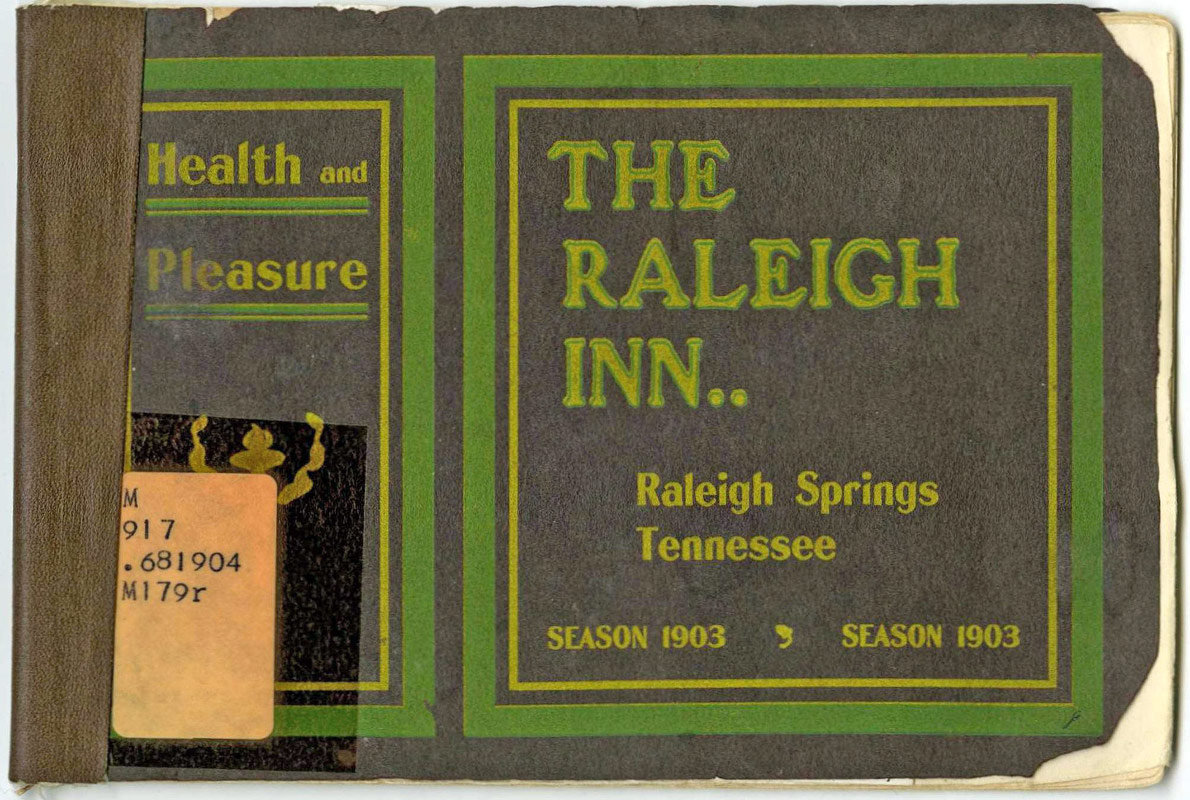 Health and
Pleasure
M
917
.681904
M179r
THE
RALEIGH
INN..
Raleigh Springs
Tennessee
SEASON 1903 SEASON 1903